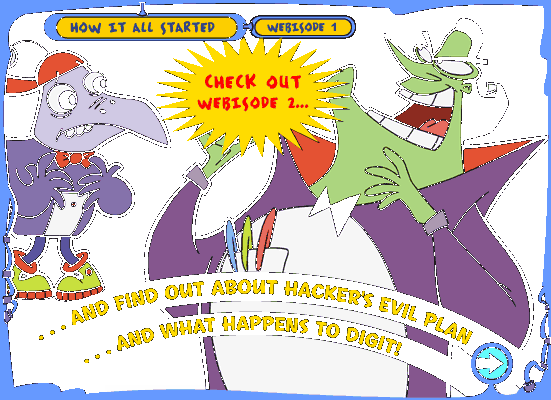 HOW IT ALL STARTED
WEBISODE 1
CHECK OUT
WEBISODE 2...
...AND FIND OUT ABOUT HACKER'S EVIL PLAN
...AND WHAT HAPPENS TO DIGIT!